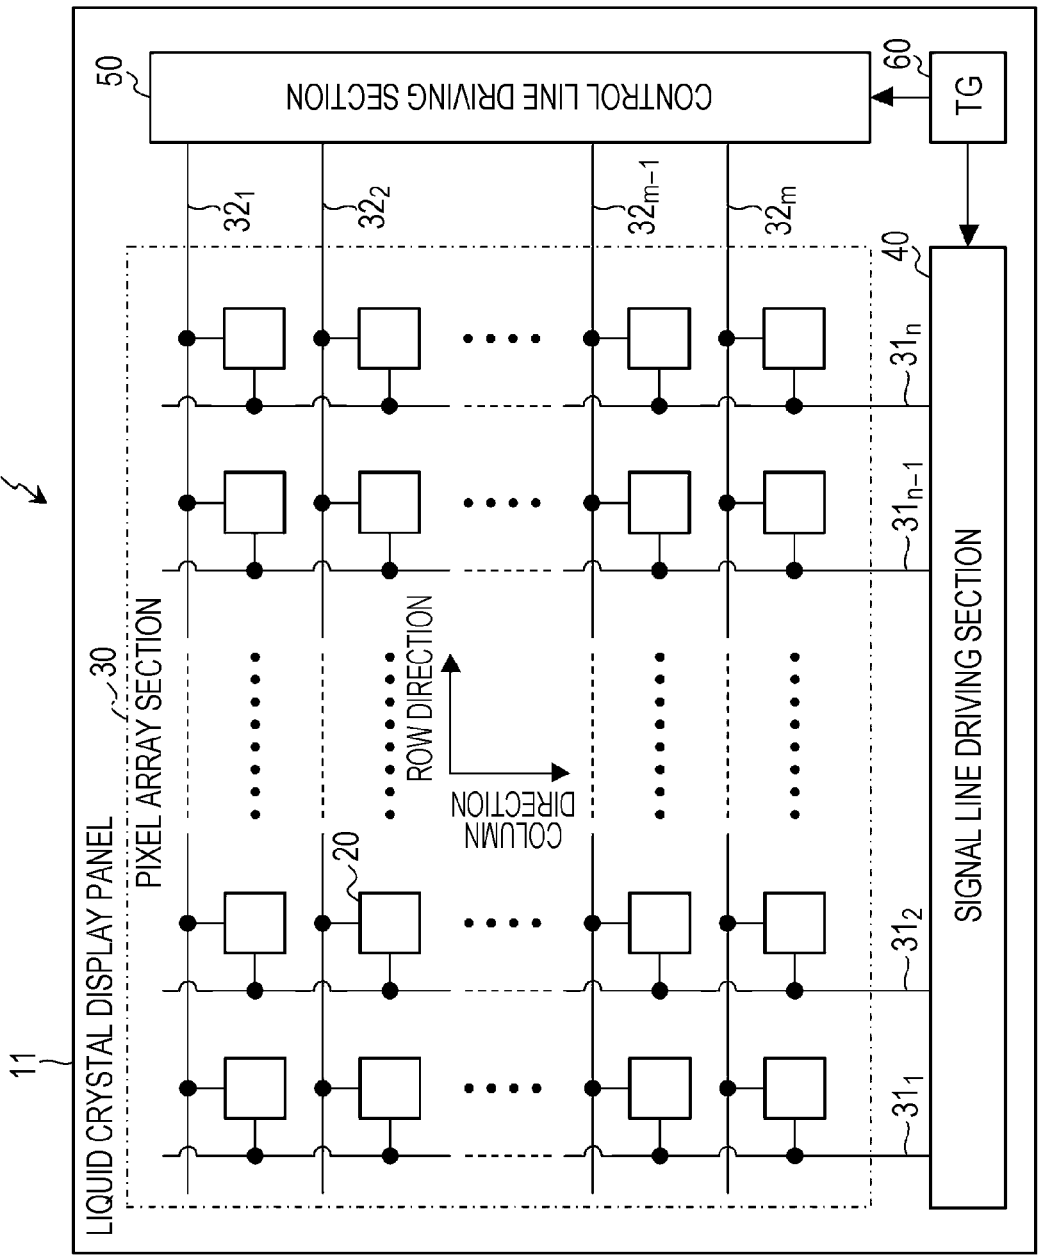 11
LIQUID CRYSTAL DISPLAY PANEL
30
PIXEL ARRAY SECTION
50
CONTROL LINE DRIVING SECTION
32₁
32₂
32ₘ₋₁
32ₘ
20
ROW DIRECTION
COLUMN
DIRECTION
60
TG
31₁
31₂
31ₙ₋₁
31ₙ
40
SIGNAL LINE DRIVING SECTION